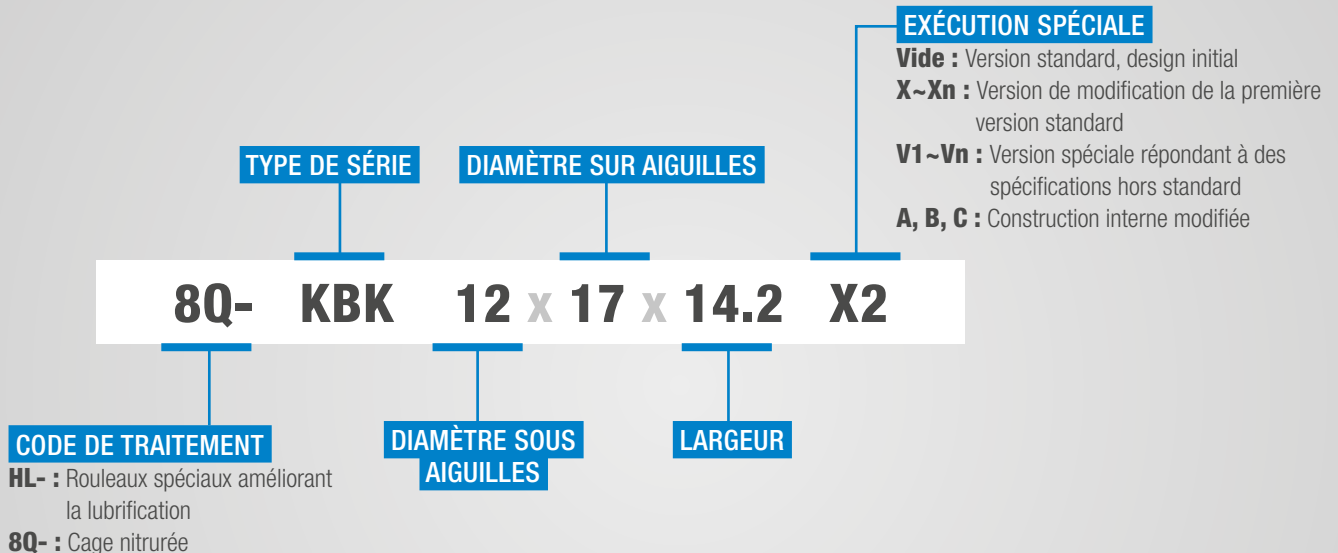 EXÉCUTION SPÉCIALE
Vide : Version standard, design initial
X~Xn : Version de modification de la première
version standard
V1~Vn : Version spéciale répondant à des
spécifications hors standard
A, B, C : Construction interne modifiée
TYPE DE SÉRIE
DIAMÈTRE SUR AIGUILLES
8Q- KBK 12 x 17 x 14.2 X2
CODE DE TRAITEMENT
HL- : Rouleaux spéciaux améliorant
la lubrification
8Q- : Cage nitrurée
DIAMÈTRE SOUS
AIGUILLES
LARGEUR